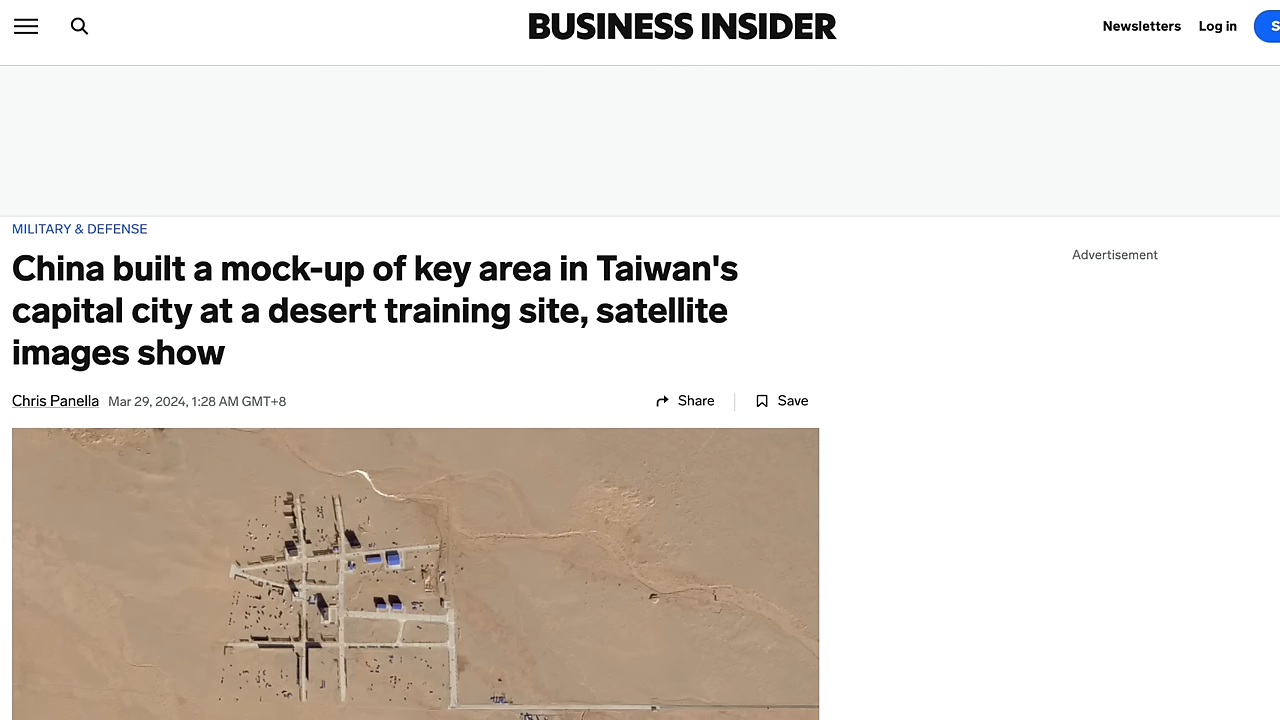 BUSINESS INSIDER
Newsletters
Log in
S
MILITARY & DEFENSE
China built a mock-up of key area in Taiwan's
capital city at a desert training site, satellite
images show
Advertisement
Chris Panella Mar 29, 2024, 1:28 AM GMT+8
Share
Save